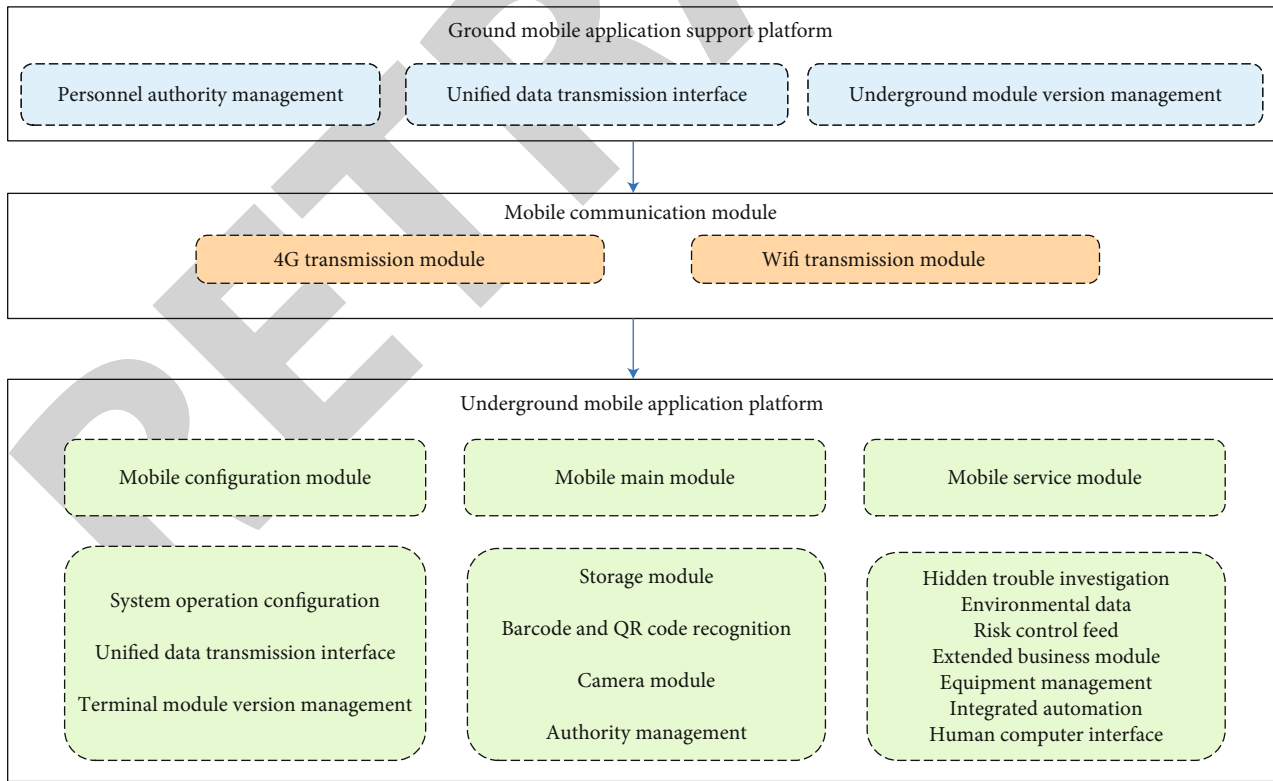 Ground mobile application support platform
Personnel authority management
Unified data transmission interface
Underground module version management
Mobile communication module
4G transmission module
Wifi transmission module
Underground mobile application platform
Mobile configuration module
Mobile main module
Mobile service module
System operation configuration
Unified data transmission interface
Terminal module version management
Storage module
Barcode and QR code recognition
Camera module
Authority management
Hidden trouble investigation
Environmental data
Risk control feed
Extended business module
Equipment management
Integrated automation
Human computer interface
RETRA